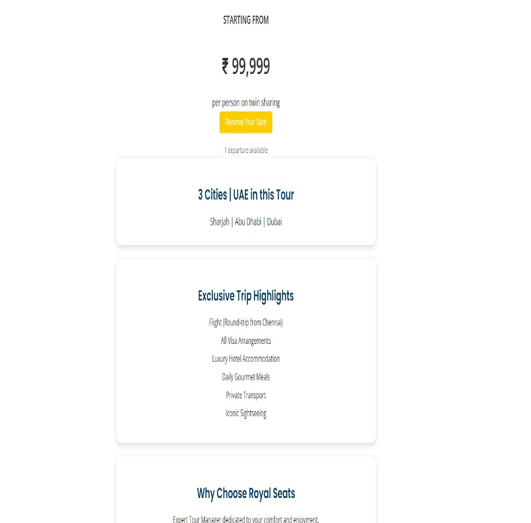 STARTING FROM
₹ 99,999
per person on twin sharing
Reserve Your Spot
1 departure available
3 Cities | UAE in this Tour
Sharjah | Abu Dhabi | Dubai
Exclusive Trip Highlights
Flight (Round-trip from Chennai)
All Visa Arrangements
Luxury Hotel Accommodation
Daily Gourmet Meals
Private Transport
Iconic Sightseeing
Why Choose Royal Seats
Expert Tour Manager dedicated to your comfort and enjoyment.